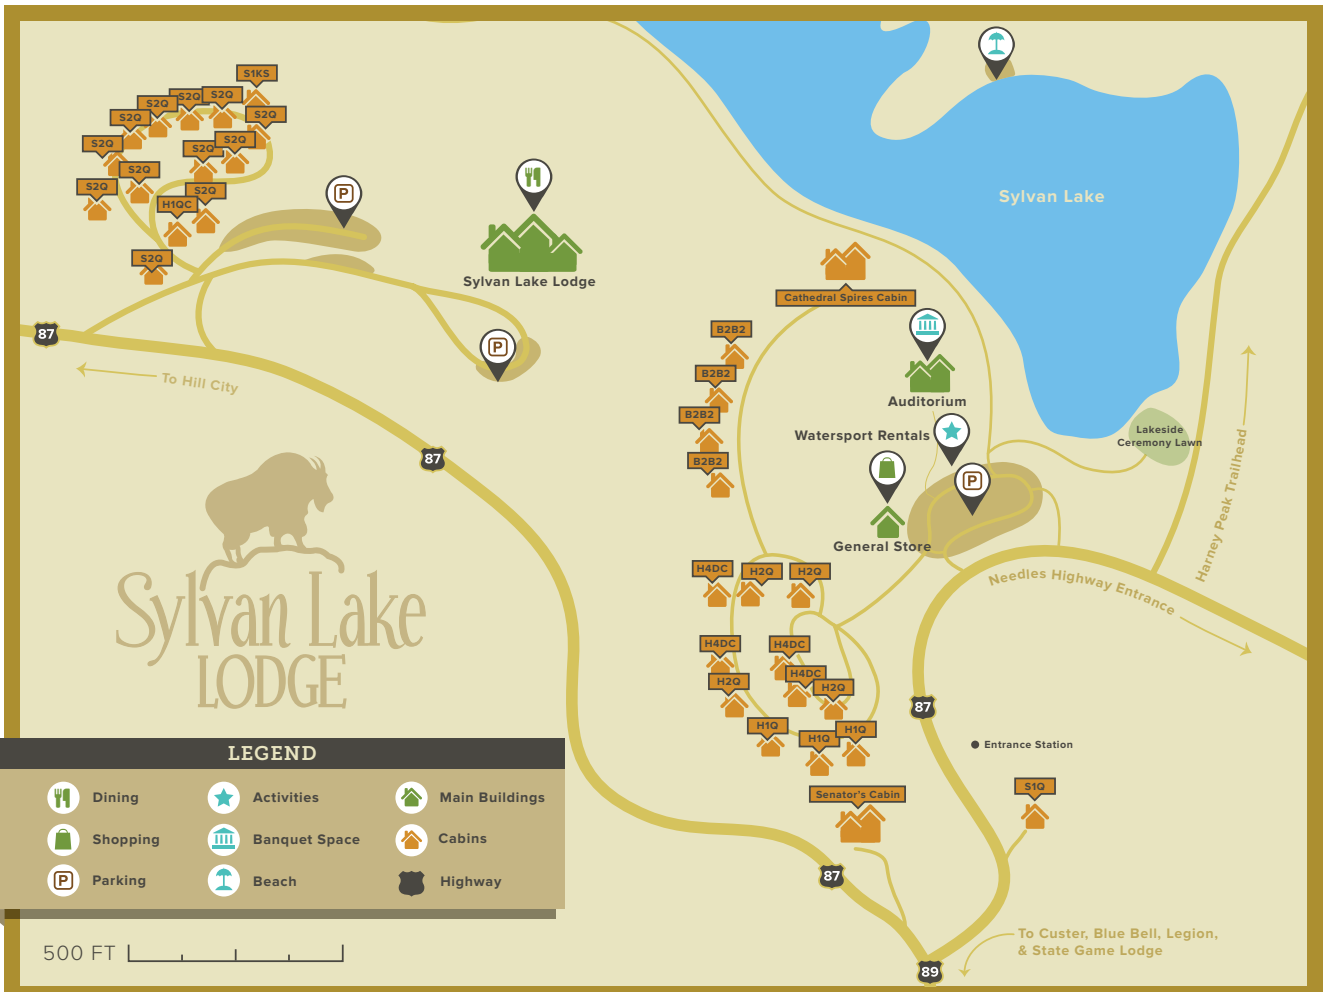 S1KS
S2Q
S2Q
S2Q
S2Q
S2Q
S2Q
S2Q
S2Q
S2Q
S2Q
S2Q
S2Q
H1QC
S2Q
P
Sylvan Lake Lodge
P
87
To Hill City
87
Sylvan Lake
Cathedral Spires Cabin
B2B2
B2B2
B2B2
B2B2
Auditorium
Watersport Rentals
P
General Store
Lakeside
Ceremony Lawn
Harney Peak Trailhead
Needles Highway Entrance
H4DC
H2Q
H2Q
H4DC
H4DC
H4DC
H2Q
H2Q
H1Q
H1Q
H1Q
87
Entrance Station
S1Q
Senator's Cabin
87
89
To Custer, Blue Bell, Legion,
& State Game Lodge
Sylvan Lake
LODGE
LEGEND
Dining
Activities
Main Buildings
Shopping
Banquet Space
Cabins
P
Parking
Beach
Highway
500 FT